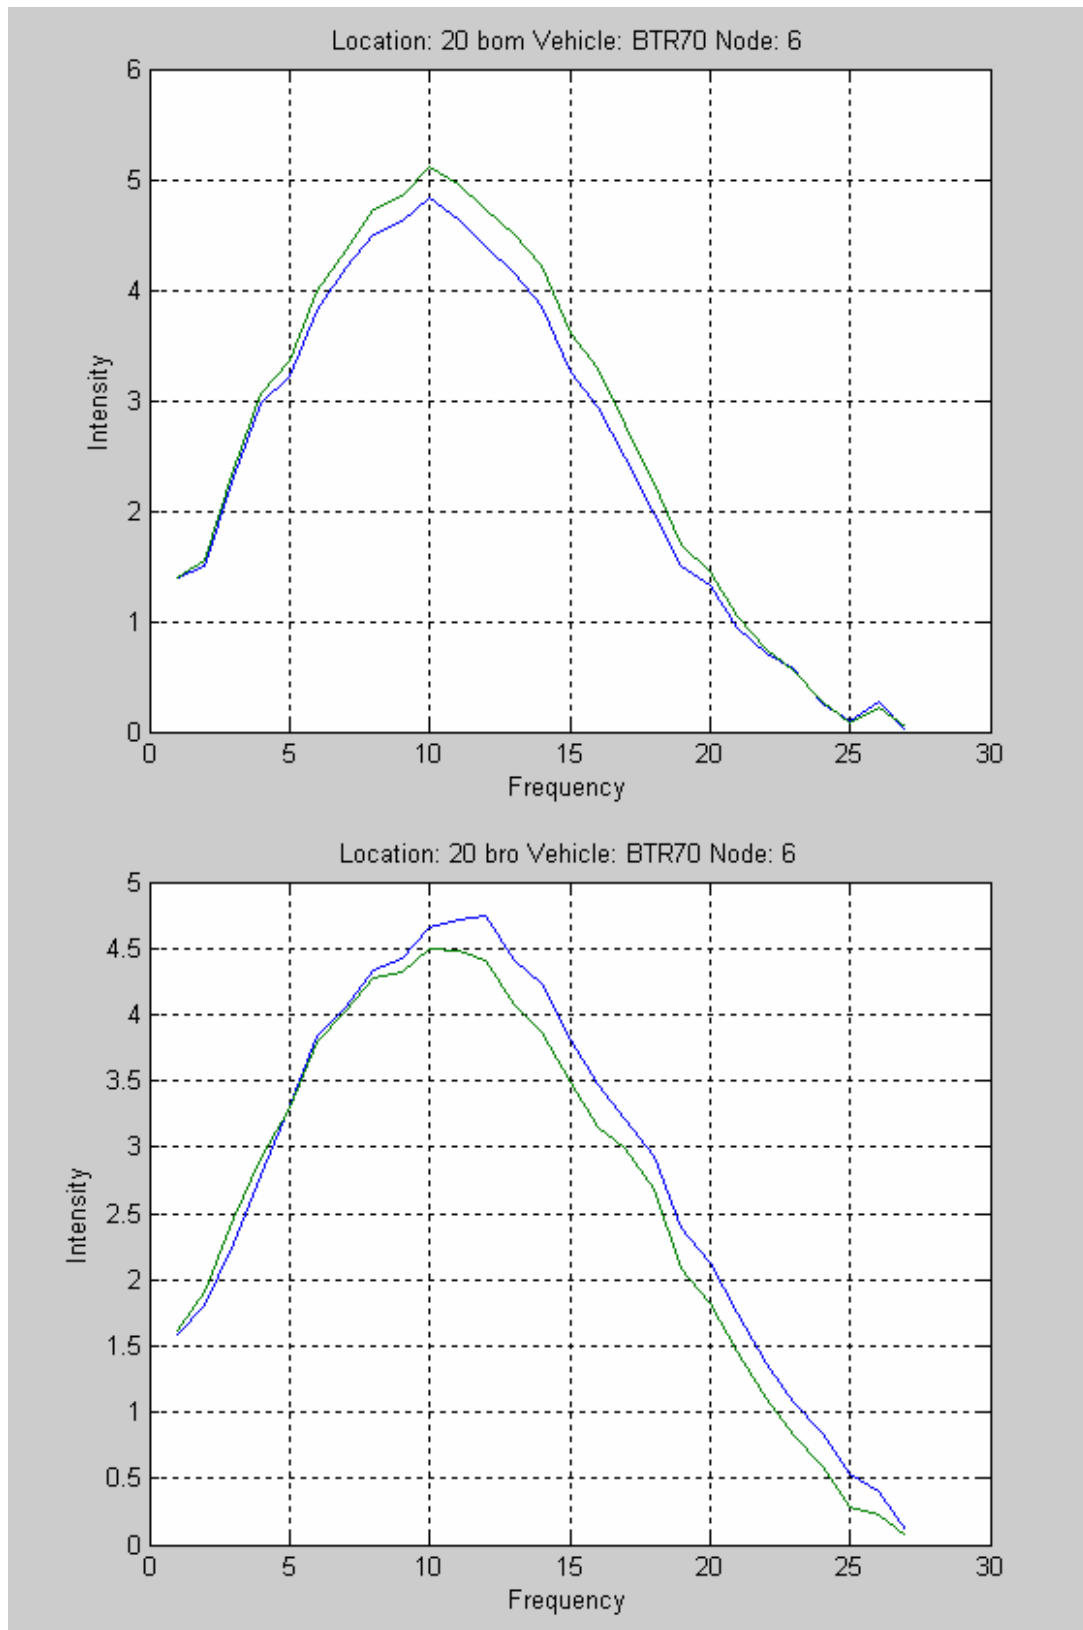 Location: 20 bom Vehicle: BTR70 Node: 6
6
5
4
3
2
1
0
Intensity
0 5 10 15 20 25 30
Frequency
Location: 20 bro Vehicle: BTR70 Node: 6
5
4.5
4
3.5
3
2.5
2
1.5
1
0.5
0
Intensity
0 5 10 15 20 25 30
Frequency